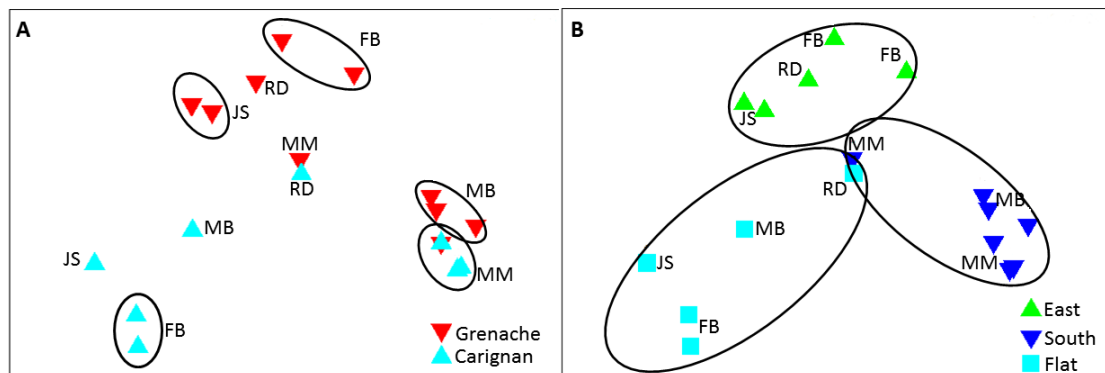 A
FB
RD
JS
MM
RD
MB
MB
JS
MM
FB
Grenache
Carignan
B
FB
FB
RD
JS
MM
RD
MB
MB
JS
MM
FB
East
South
Flat